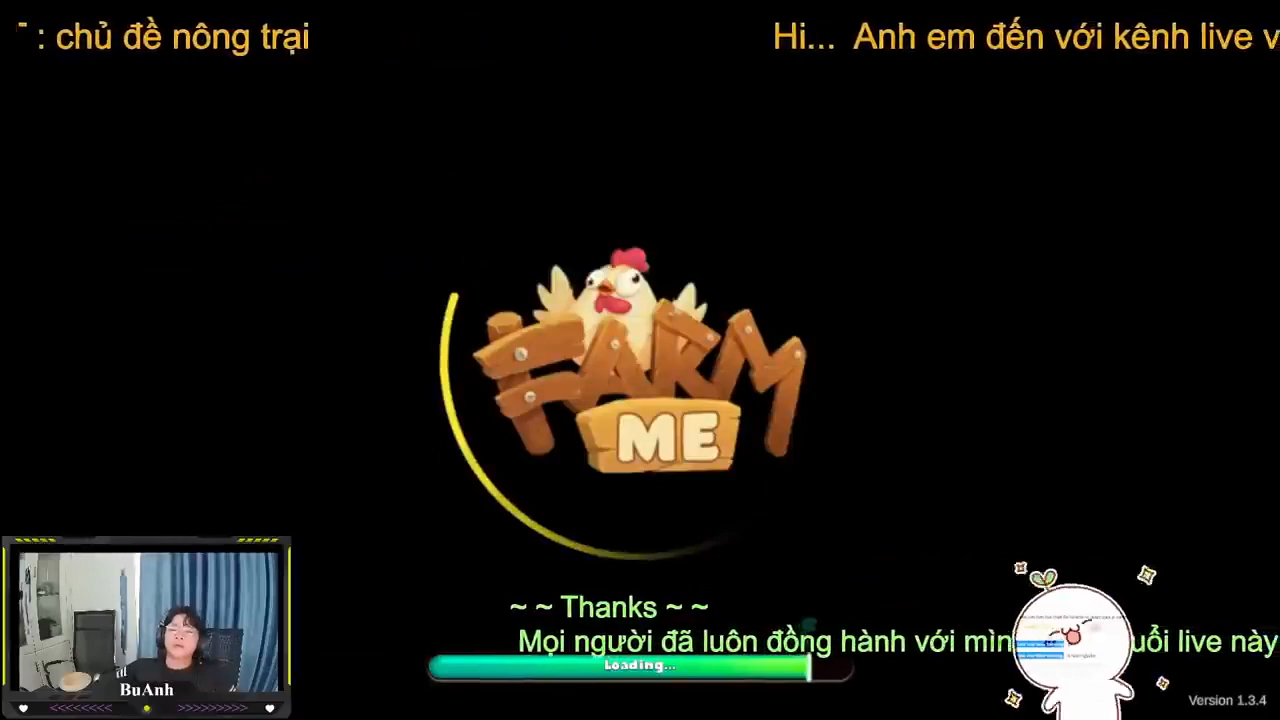 : chủ đề nông trại
Hi... Anh em đến với kênh live v
FARM
ME
~ ~ Thanks ~ ~
Mọi người đã luôn đồng hành với mìn uổi live này
Loading...
BuAnh
Version 1.3.4